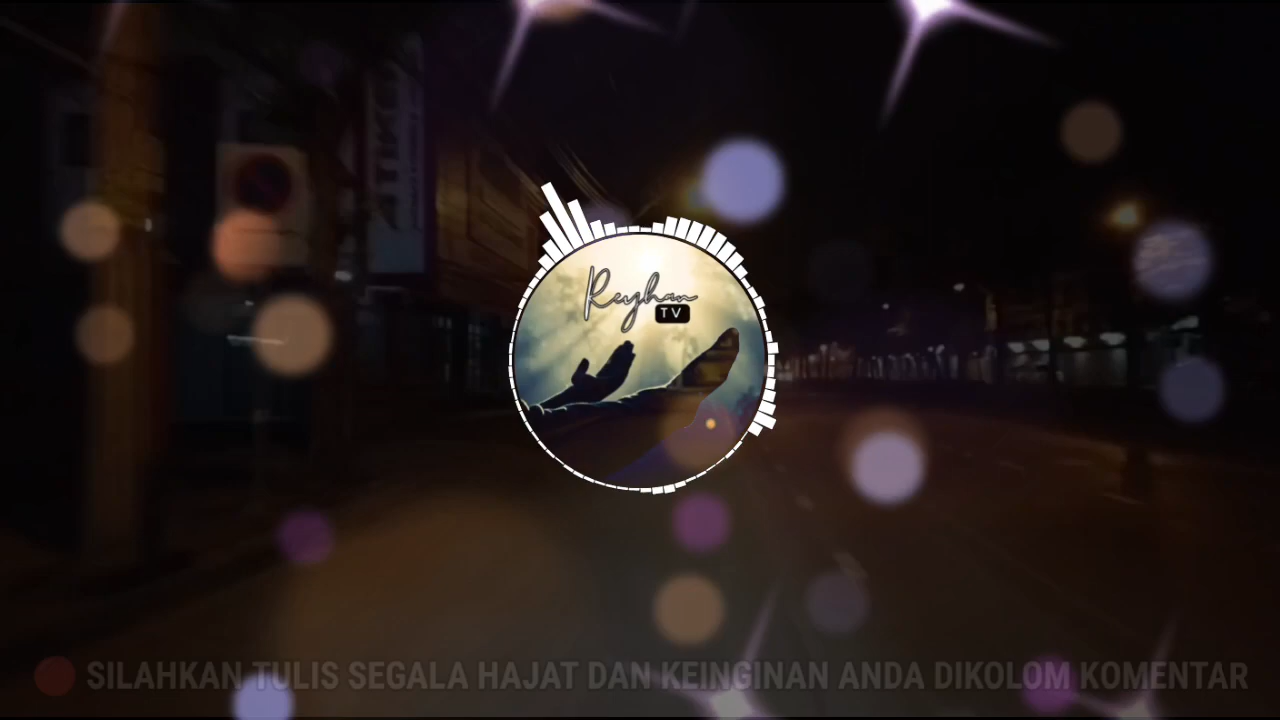 Reyhan
TV
SILAHKAN TULIS SEGALA HAJAT DAN KEINGINAN ANDA DIKOLOM KOMENTAR